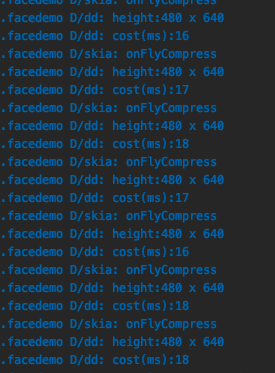 .facedemo D/skia: onFlyCompress
.facedemo D/dd: height:480 x 640
.facedemo D/dd: cost(ms):16
.facedemo D/skia: onFlyCompress
.facedemo D/dd: height:480 x 640
.facedemo D/dd: cost(ms):17
.facedemo D/skia: onFlyCompress
.facedemo D/dd: height:480 x 640
.facedemo D/dd: cost(ms):18
.facedemo D/skia: onFlyCompress
.facedemo D/dd: height:480 x 640
.facedemo D/dd: cost(ms):17
.facedemo D/skia: onFlyCompress
.facedemo D/dd: height:480 x 640
.facedemo D/dd: cost(ms):16
.facedemo D/skia: onFlyCompress
.facedemo D/dd: height:480 x 640
.facedemo D/dd: cost(ms):18
.facedemo D/skia: onFlyCompress
.facedemo D/dd: height:480 x 640
.facedemo D/dd: cost(ms):18